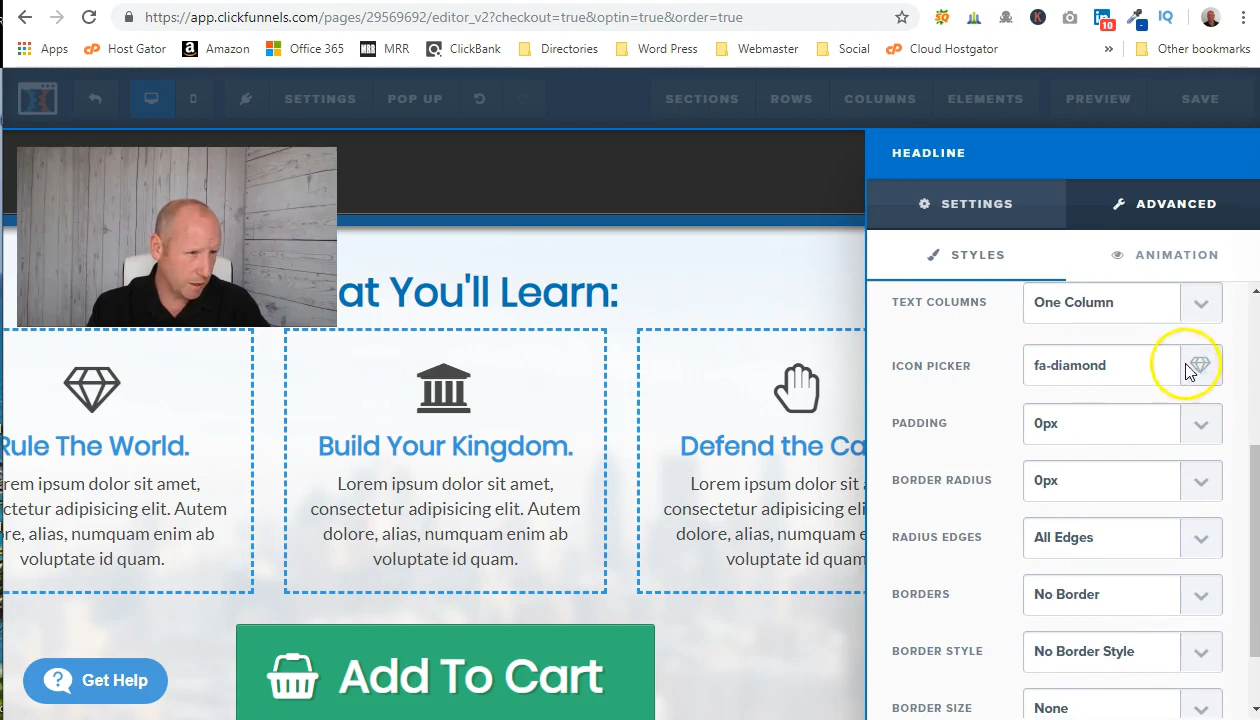 https://app.clickfunnels.com/pages/29569692/editor_v2?checkout=true&optin=true&order=true
10
Apps
Host Gator
Amazon
Office 365
MRR
MRR
ClickBank
Directories
Word Press
Webmaster
Social
Cloud Hostgator
»
Other bookmarks
SETTINGS
POP UP
SECTIONS
ROWS
COLUMNS
ELEMENTS
PREVIEW
SAVE
HEADLINE
SETTINGS
ADVANCED
STYLES
ANIMATION
TEXT COLUMNS
One Column
ICON PICKER
fa-diamond
PADDING
0px
BORDER RADIUS
0px
RADIUS EDGES
All Edges
BORDERS
No Border
BORDER STYLE
No Border Style
BORDER SIZE
None
at You'll Learn:
Rule The World.
rem ipsum dolor sit amet,
ctetur adipisicing elit. Autem
re, alias, numquam enim ab
voluptate id quam.
Build Your Kingdom.
Lorem ipsum dolor sit amet,
consectetur adipisicing elit. Autem
dolore, alias, numquam enim ab
voluptate id quam.
Defend the Ca
Lorem ipsum dolor sit
consectetur adipisicing e
dolore, alias, numquam e
voluptate id quam
Add To Cart
Get Help